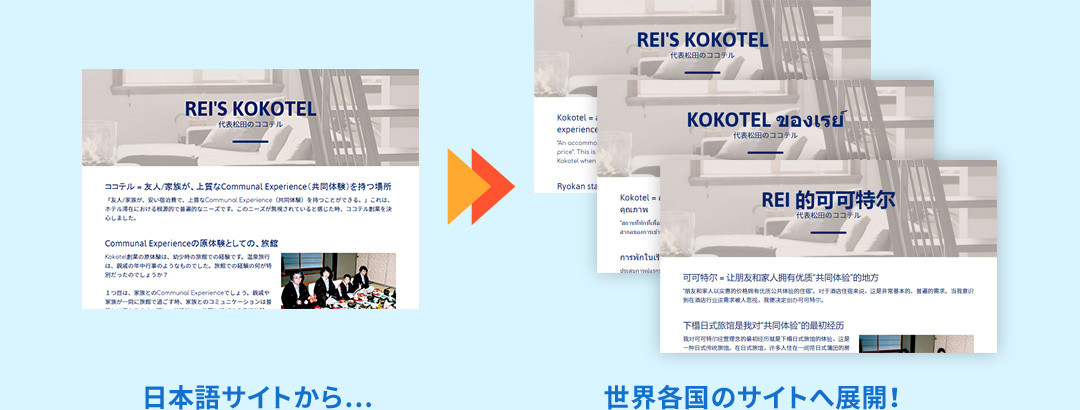 REI'S KOKOTEL
代表松田のココテル
ココテル = 友人/家族が、上質なCommunal Experience（共同体験）を持つ場所
『友人/家族が、安い宿泊費で、上質なCommunal Experience（共同体験）を持つことができる。』これは、
ホテル滞在における根源的で普遍的なニーズです。このニーズが無視されていると感じた時、ココテル創業を決
心しました。
Communal Experienceの原体験としての、旅館
Kokotel創業の原体験は、幼少時の旅館での経験です。温泉旅行
は、親戚の年中行事のようなものでした。旅館での経験の何が特
別だったのでしょうか？
１つ目は、家族とのCommunal Experienceでしょう。親戚や
家族が一同に旅館で過ごす時、家族とのコミュニケーションは普
日本語サイトから...
REI'S KOKOTEL
代表松田のココテル
Kokotel = a
experience
"An accommo
price". This is
Kokotel when
Ryokan sta
KOKOTEL ของเรย์
代表松田のココテル
Kokotel =
คุณภาพ
การพักในเรี
REI 的可可特尔
代表松田のココテル
可可特尔 = 让朋友和家人拥有优质"共同体验"的地方
"朋友和家人以实惠的价格拥有优质公共体验的住宿"。对于酒店住宿来说，这是非常基本的、普遍的需求。当我意识
到在酒店行业该需求被人忽视，我便决定创办可可特尔。
下榻日式旅馆是我对"共同体验"的最初经历
我对可可特尔经营理念的最初经历就是下榻日式旅馆的体验，这是
一种日式传统旅馆。在日式旅馆，许多人住在一间铺日式蒲团的房
世界各国のサイトへ展開！